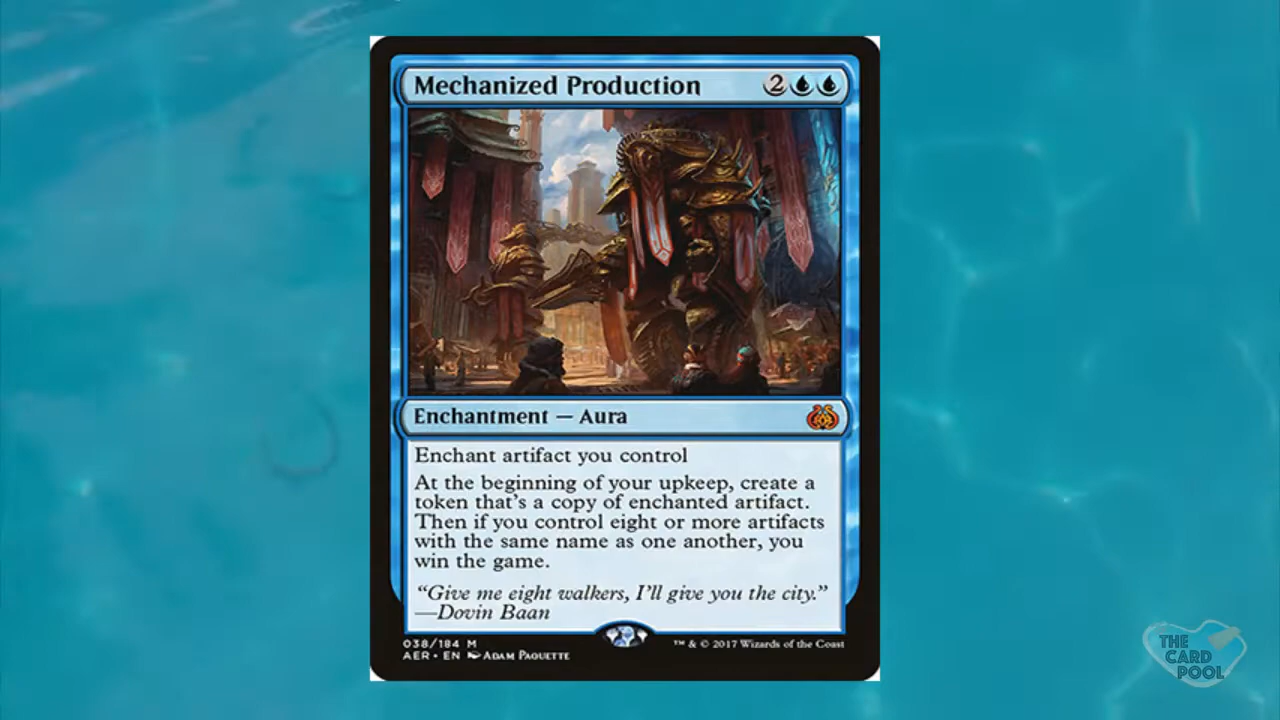 Mechanized Production 2
Enchantment — Aura
Enchant artifact you control
At the beginning of your upkeep, create a
token that's a copy of enchanted artifact.
Then if you control eight or more artifacts
with the same name as one another, you
win the game.
“Give me eight walkers, I'll give you the city.”
—Dovin Baan
038/184 M
AER • EN Adam Paquette
™ & © 2017 Wizards of the Coast
THE
CARD
POOL